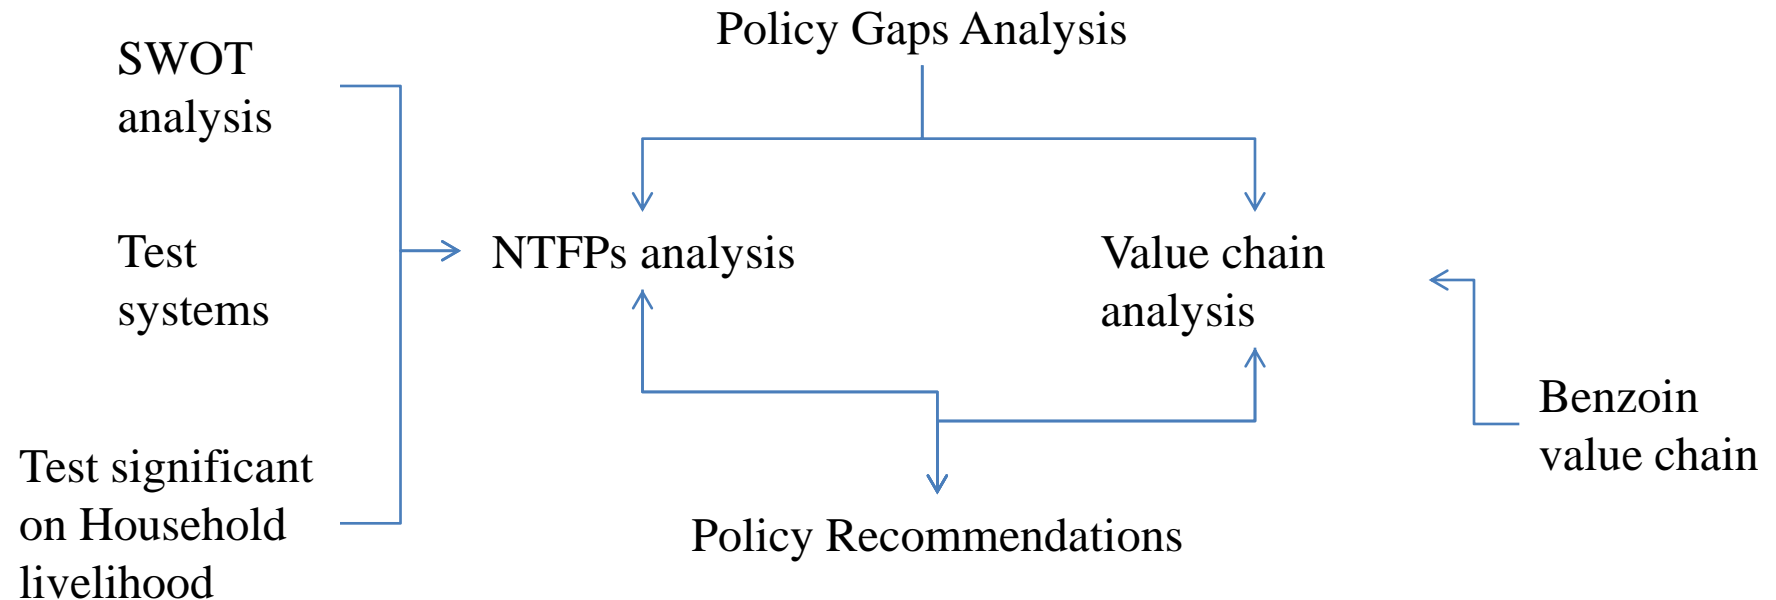 Policy Gaps Analysis
SWOT
analysis
Test
systems
NTFPs analysis
Value chain
analysis
Benzoin
value chain
Test significant
on Household
livelihood
Policy Recommendations